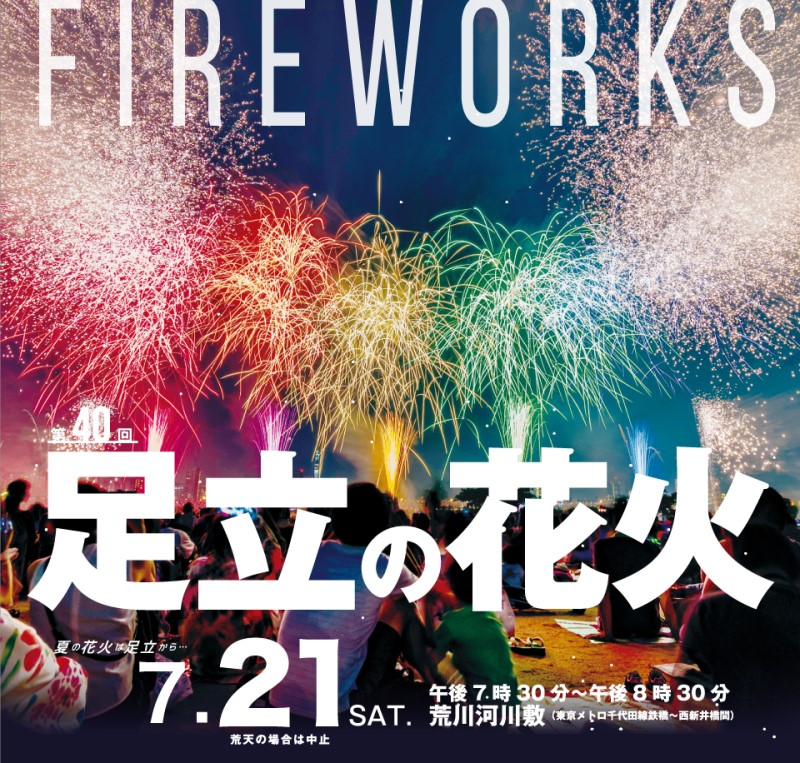 FIREWORKS
第40回
足立の花火
夏の花火は足立から…
7.21 SAT.
午後7時30分～午後8時30分
荒川河川敷（東京メトロ千代田線鉄橋～西新井橋間）
荒天の場合は中止